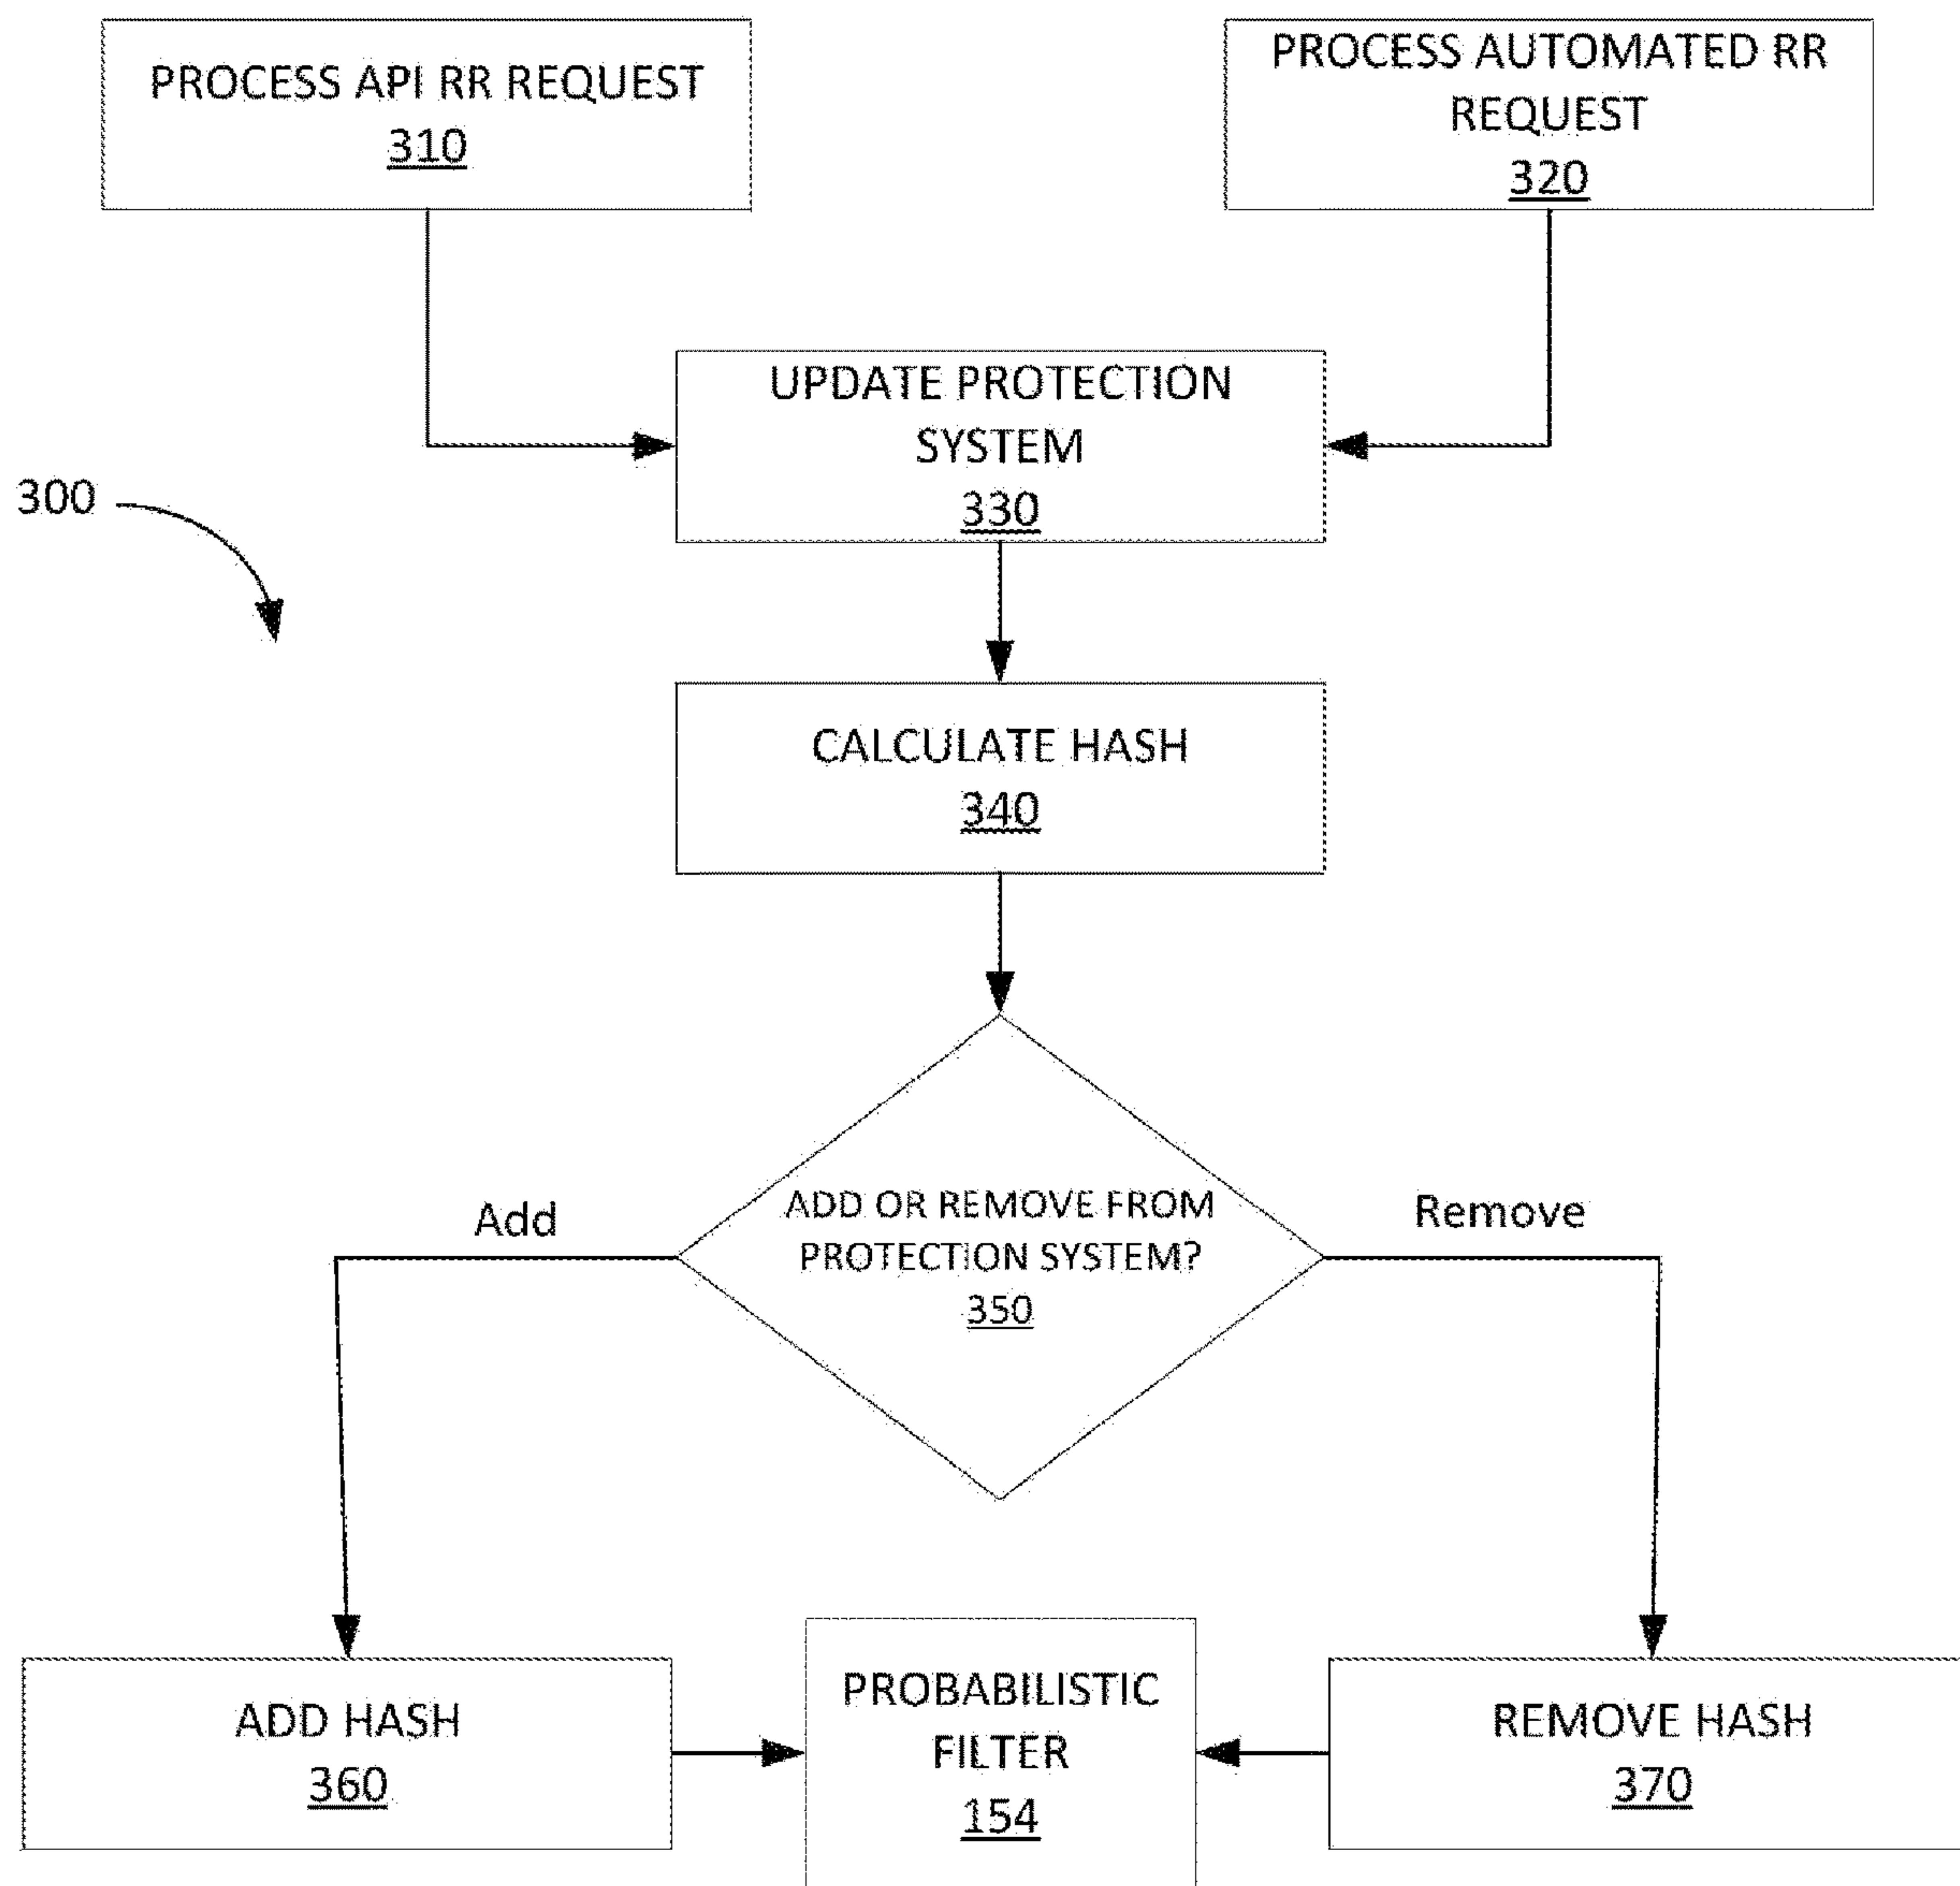 PROCESS API RR REQUEST
310
PROCESS AUTOMATED RR
REQUEST
320
UPDATE PROTECTION
SYSTEM
330
300
CALCULATE HASH
340
ADD OR REMOVE FROM
PROTECTION SYSTEM?
350
Add
Remove
ADD HASH
360
PROBABILISTIC
FILTER
154
REMOVE HASH
370